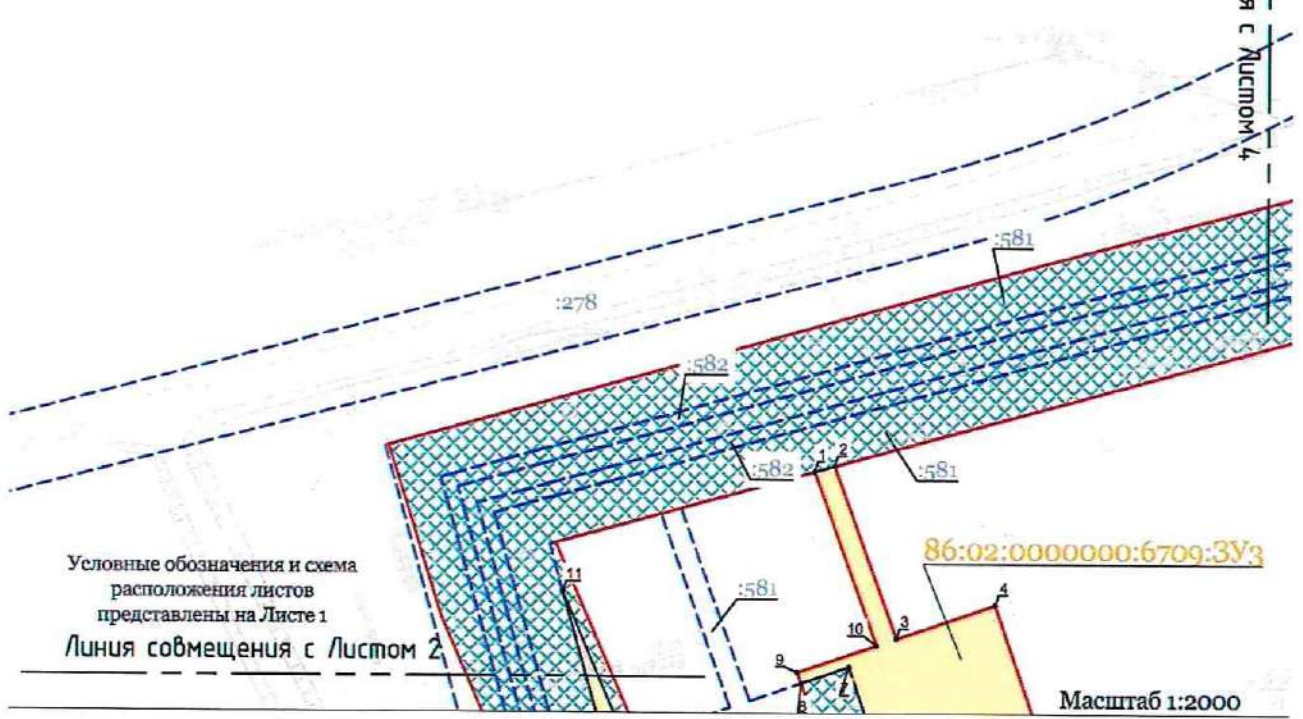 я с Листом 4
:581
:278
:582
:582
1
2
:581
86:02:0000000:6709:ЗУ3
Условные обозначения и схема
расположения листов
представлены на Листе 1
11
:581
4
3
10
Линия совмещения с Листом 2
9
7
8
Масштаб 1:2000